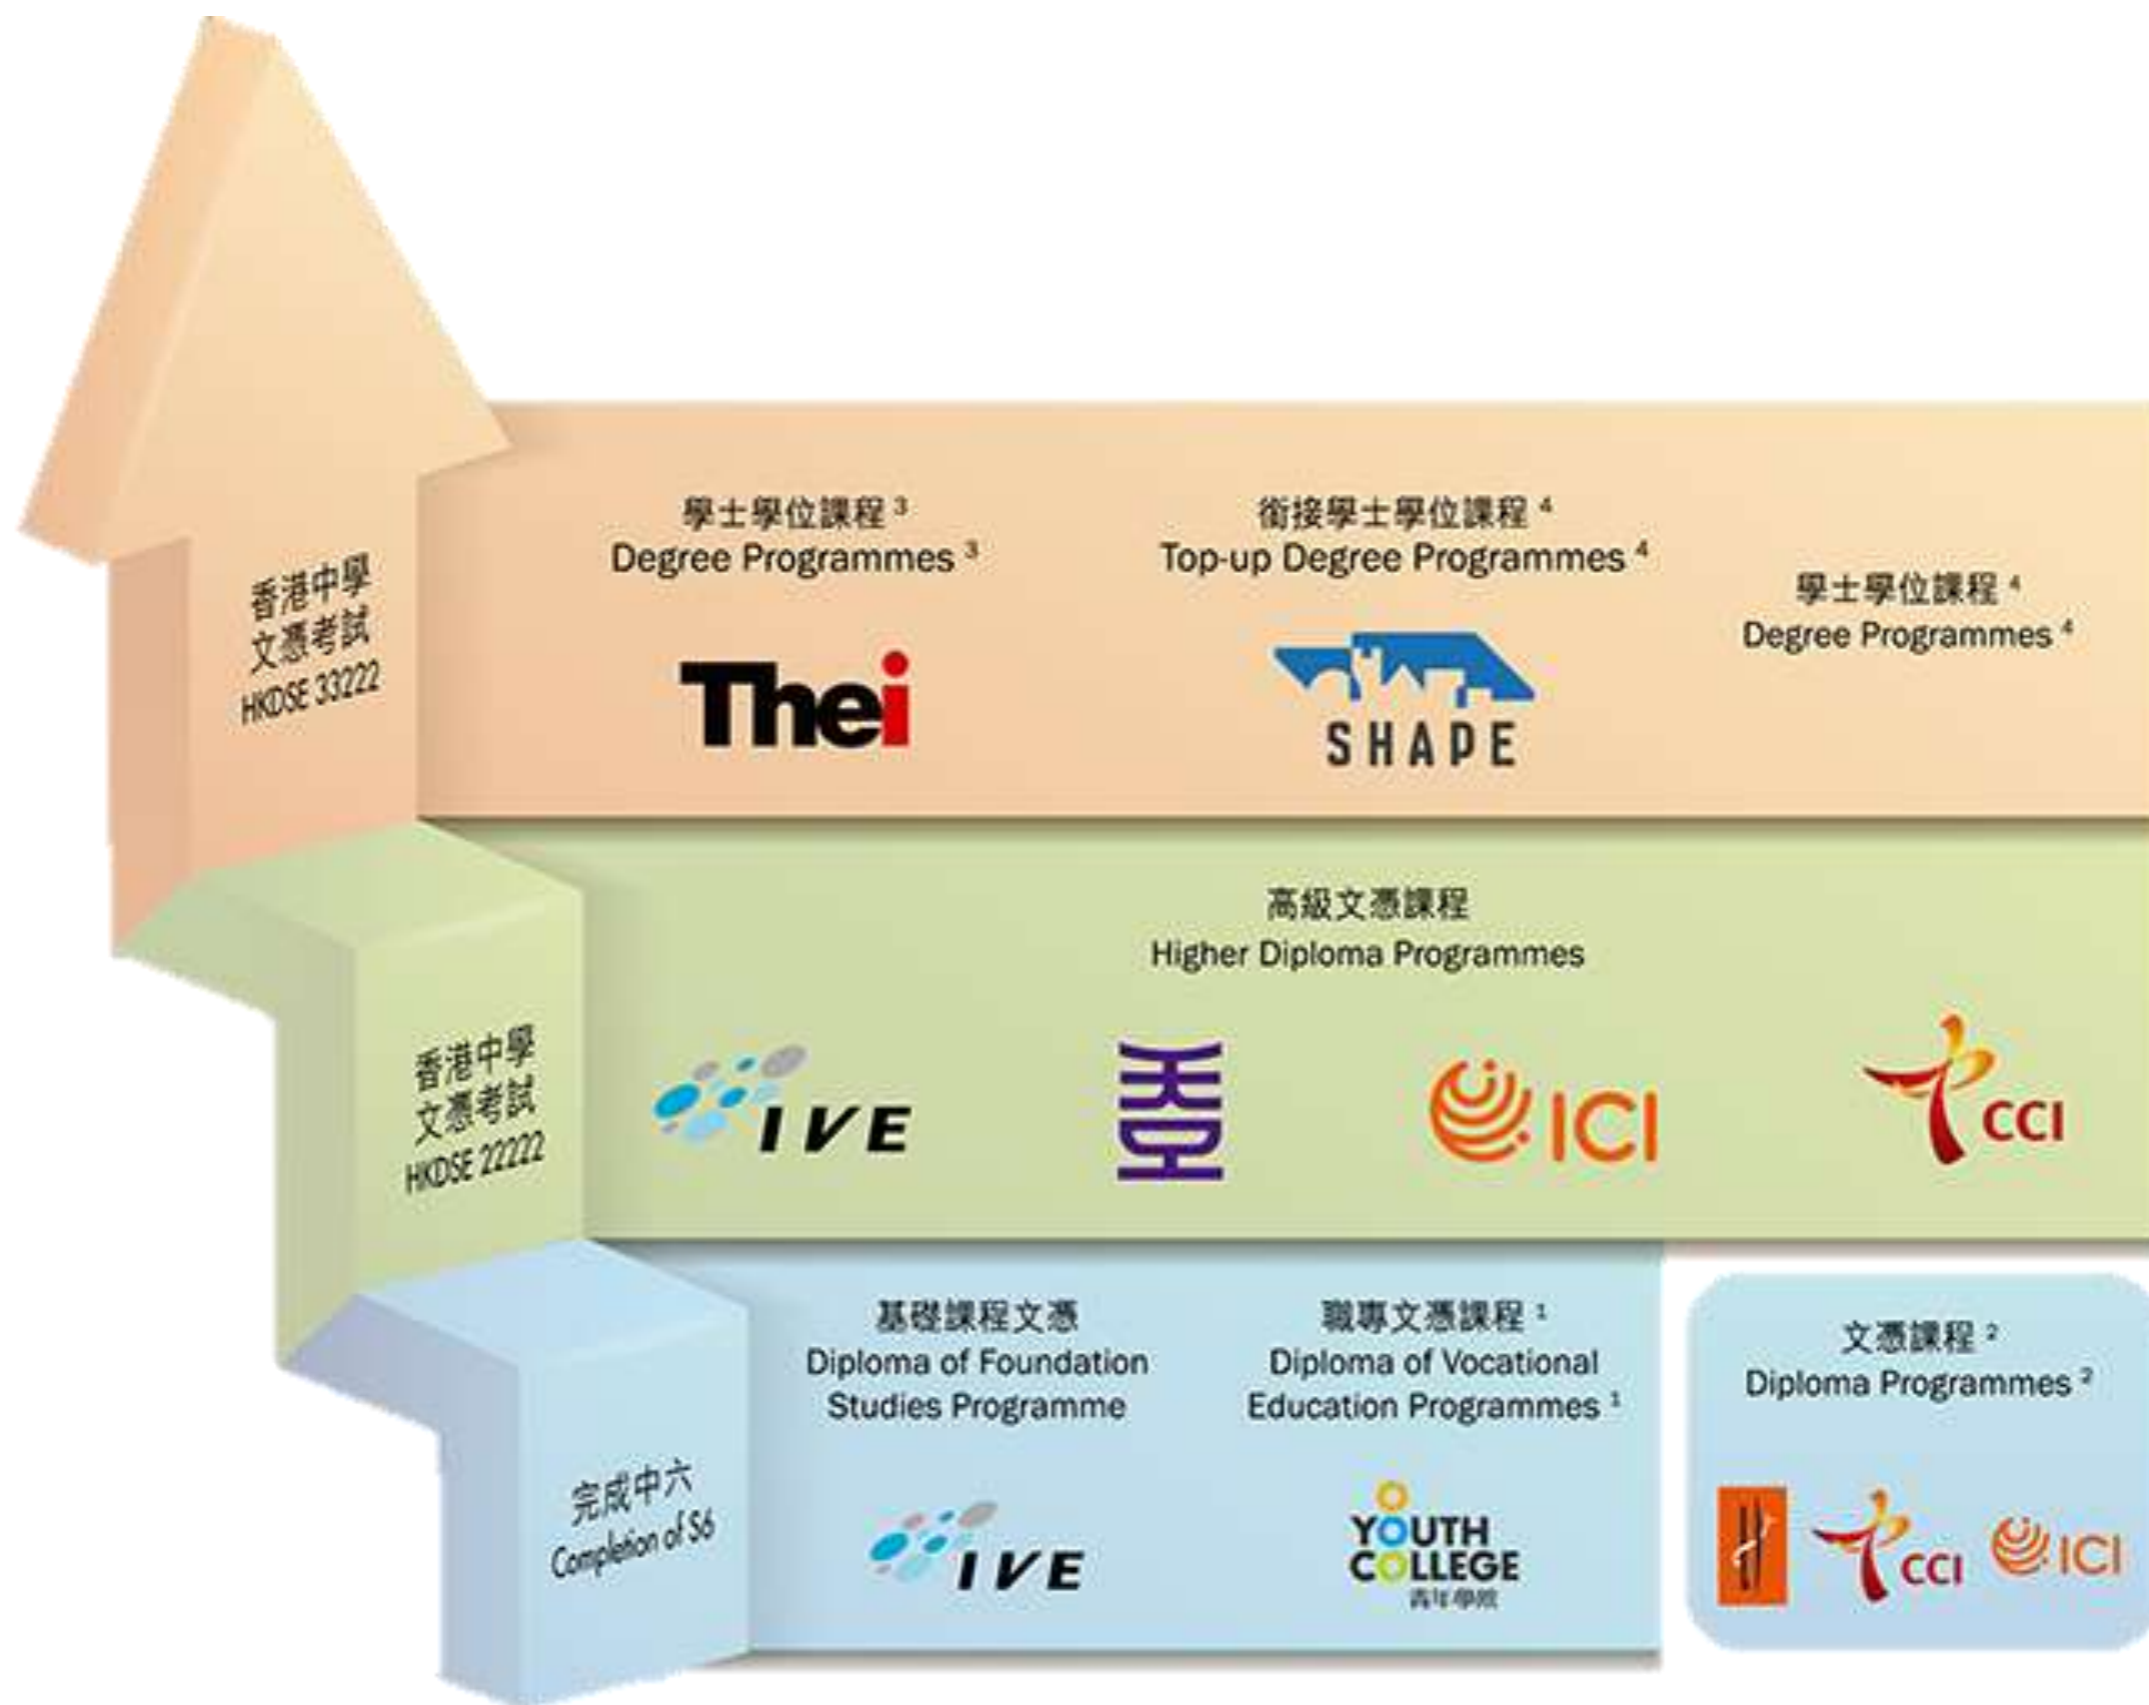 香港中學
文憑考試
HKDSE 33222
學士學位課程 ³
Degree Programmes ³
Thei
銜接學士學位課程 ⁴
Top-up Degree Programmes ⁴
SHAPE
學士學位課程 ⁴
Degree Programmes ⁴
香港中學
文憑考試
HKDSE 22222
高級文憑課程
Higher Diploma Programmes
IVE
HKDI
ICI
CCI
完成中六
Completion of S6
基礎課程文憑
Diploma of Foundation
Studies Programme
IVE
職專文憑課程 ¹
Diploma of Vocational
Education Programmes ¹
YOUTH
COLLEGE
青年學院
文憑課程 ²
Diploma Programmes ²
CCI
ICI